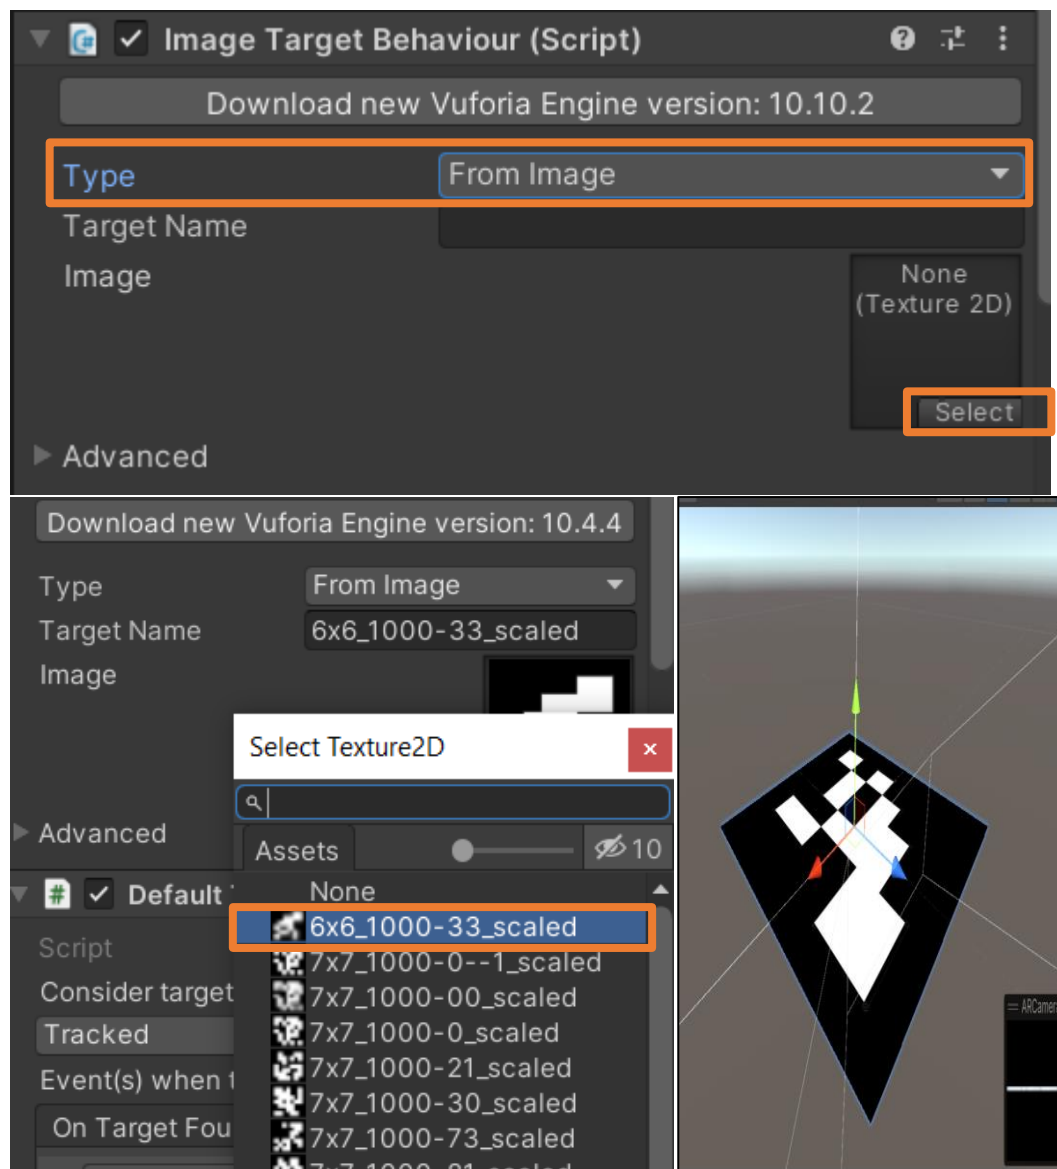 Image Target Behaviour (Script)
Download new Vuforia Engine version: 10.10.2
Type From Image
Target Name
Image None
(Texture 2D)
Select
Advanced
Download new Vuforia Engine version: 10.4.4
Type From Image
Target Name 6x6_1000-33_scaled
Image
Select Texture2D
Advanced
Assets 10
None
Default
6x6_1000-33_scaled
Script
7x7_1000-0--1_scaled
Consider target
7x7_1000-00_scaled
Tracked
7x7_1000-0_scaled
7x7_1000-21_scaled
Event(s) when t
7x7_1000-30_scaled
On Target Fou
7x7_1000-73_scaled
ARCamera